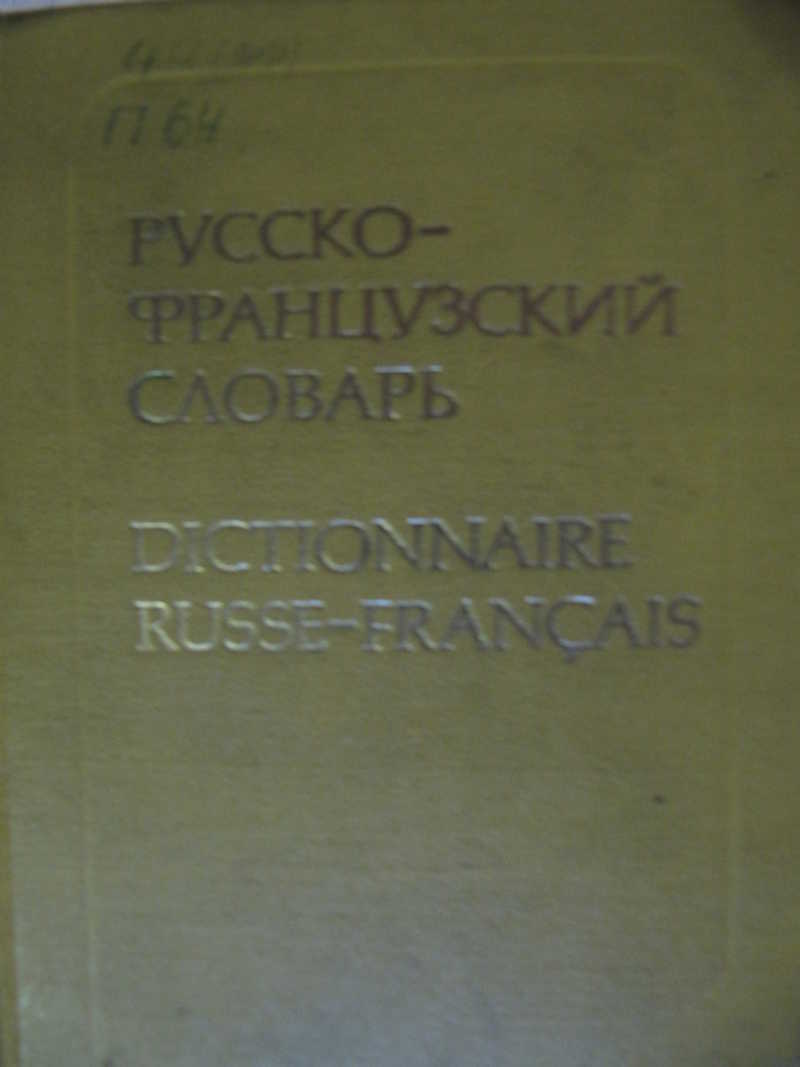 П 64
РУССКО-
ФРАНЦУЗСКИЙ
СЛОВАРЬ
DICTIONNAIRE
RUSSE-FRANÇAIS